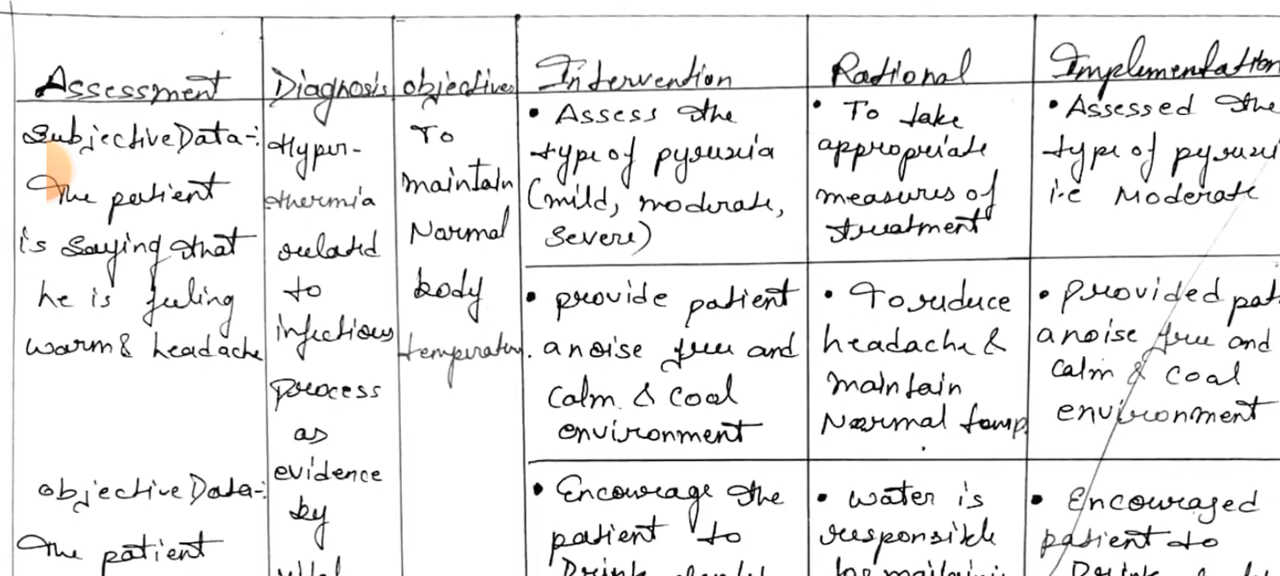 Assessment
Subjective Data-:
The patient
is Saying that
he is feeling
warm & headache
objective Data-:
The patient
Diagnosis
Hyper-
thermia
related
to
infectious
process
as
evidence
by
vital
objectives
To
maintain
Normal
body
Intervention
• Assess the
type of pyrexia
(mild, moderate,
severe)
• provide patient
a noise free and
Calm & Cool
environment
• Encourage the
patient to
Drink
Rational
• To take
appropriate
measures of
treatment
• To reduce
headache &
maintain
Normal temp
• water is
responsible
Implementation
• Assessed the
type of
i.e Moderate
• Provided
a noise free and
calm & cool
environment
• Encouraged
patient to
Drink